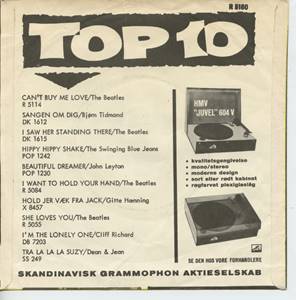 R 5180
TOP 10
CAN'T BUY ME LOVE/The Beatles
R 5114
SANGEN OM DIG/Bjørn Tidmand
DK 1612
I SAW HER STANDING THERE/The Beatles
DK 1615
HIPPY HIPPY SHAKE/The Swinging Blue Jeans
POP 1242
BEAUTIFUL DREAMER/John Leyton
POP 1230
I WANT TO HOLD YOUR HAND/The Beatles
R 5084
HOLD JER VÆK FRA JACK/Gitte Hænning
X 8457
SHE LOVES YOU/The Beatles
R 5055
I'M THE LONELY ONE/Cliff Richard
DB 7203
TRA LA LA LA SUZY/Dean & Jean
SS 249
HMV
"JUVEL" 604 V
• kvalitetsgengivelse
• mono/stereo
• moderne design
• sort eller rødt kabinet
• røgfarvet plexiglaslåg
SE DEN HOS VORE FORHANDLERE
SKANDINAVISK GRAMMOPHON AKTIESELSKAB